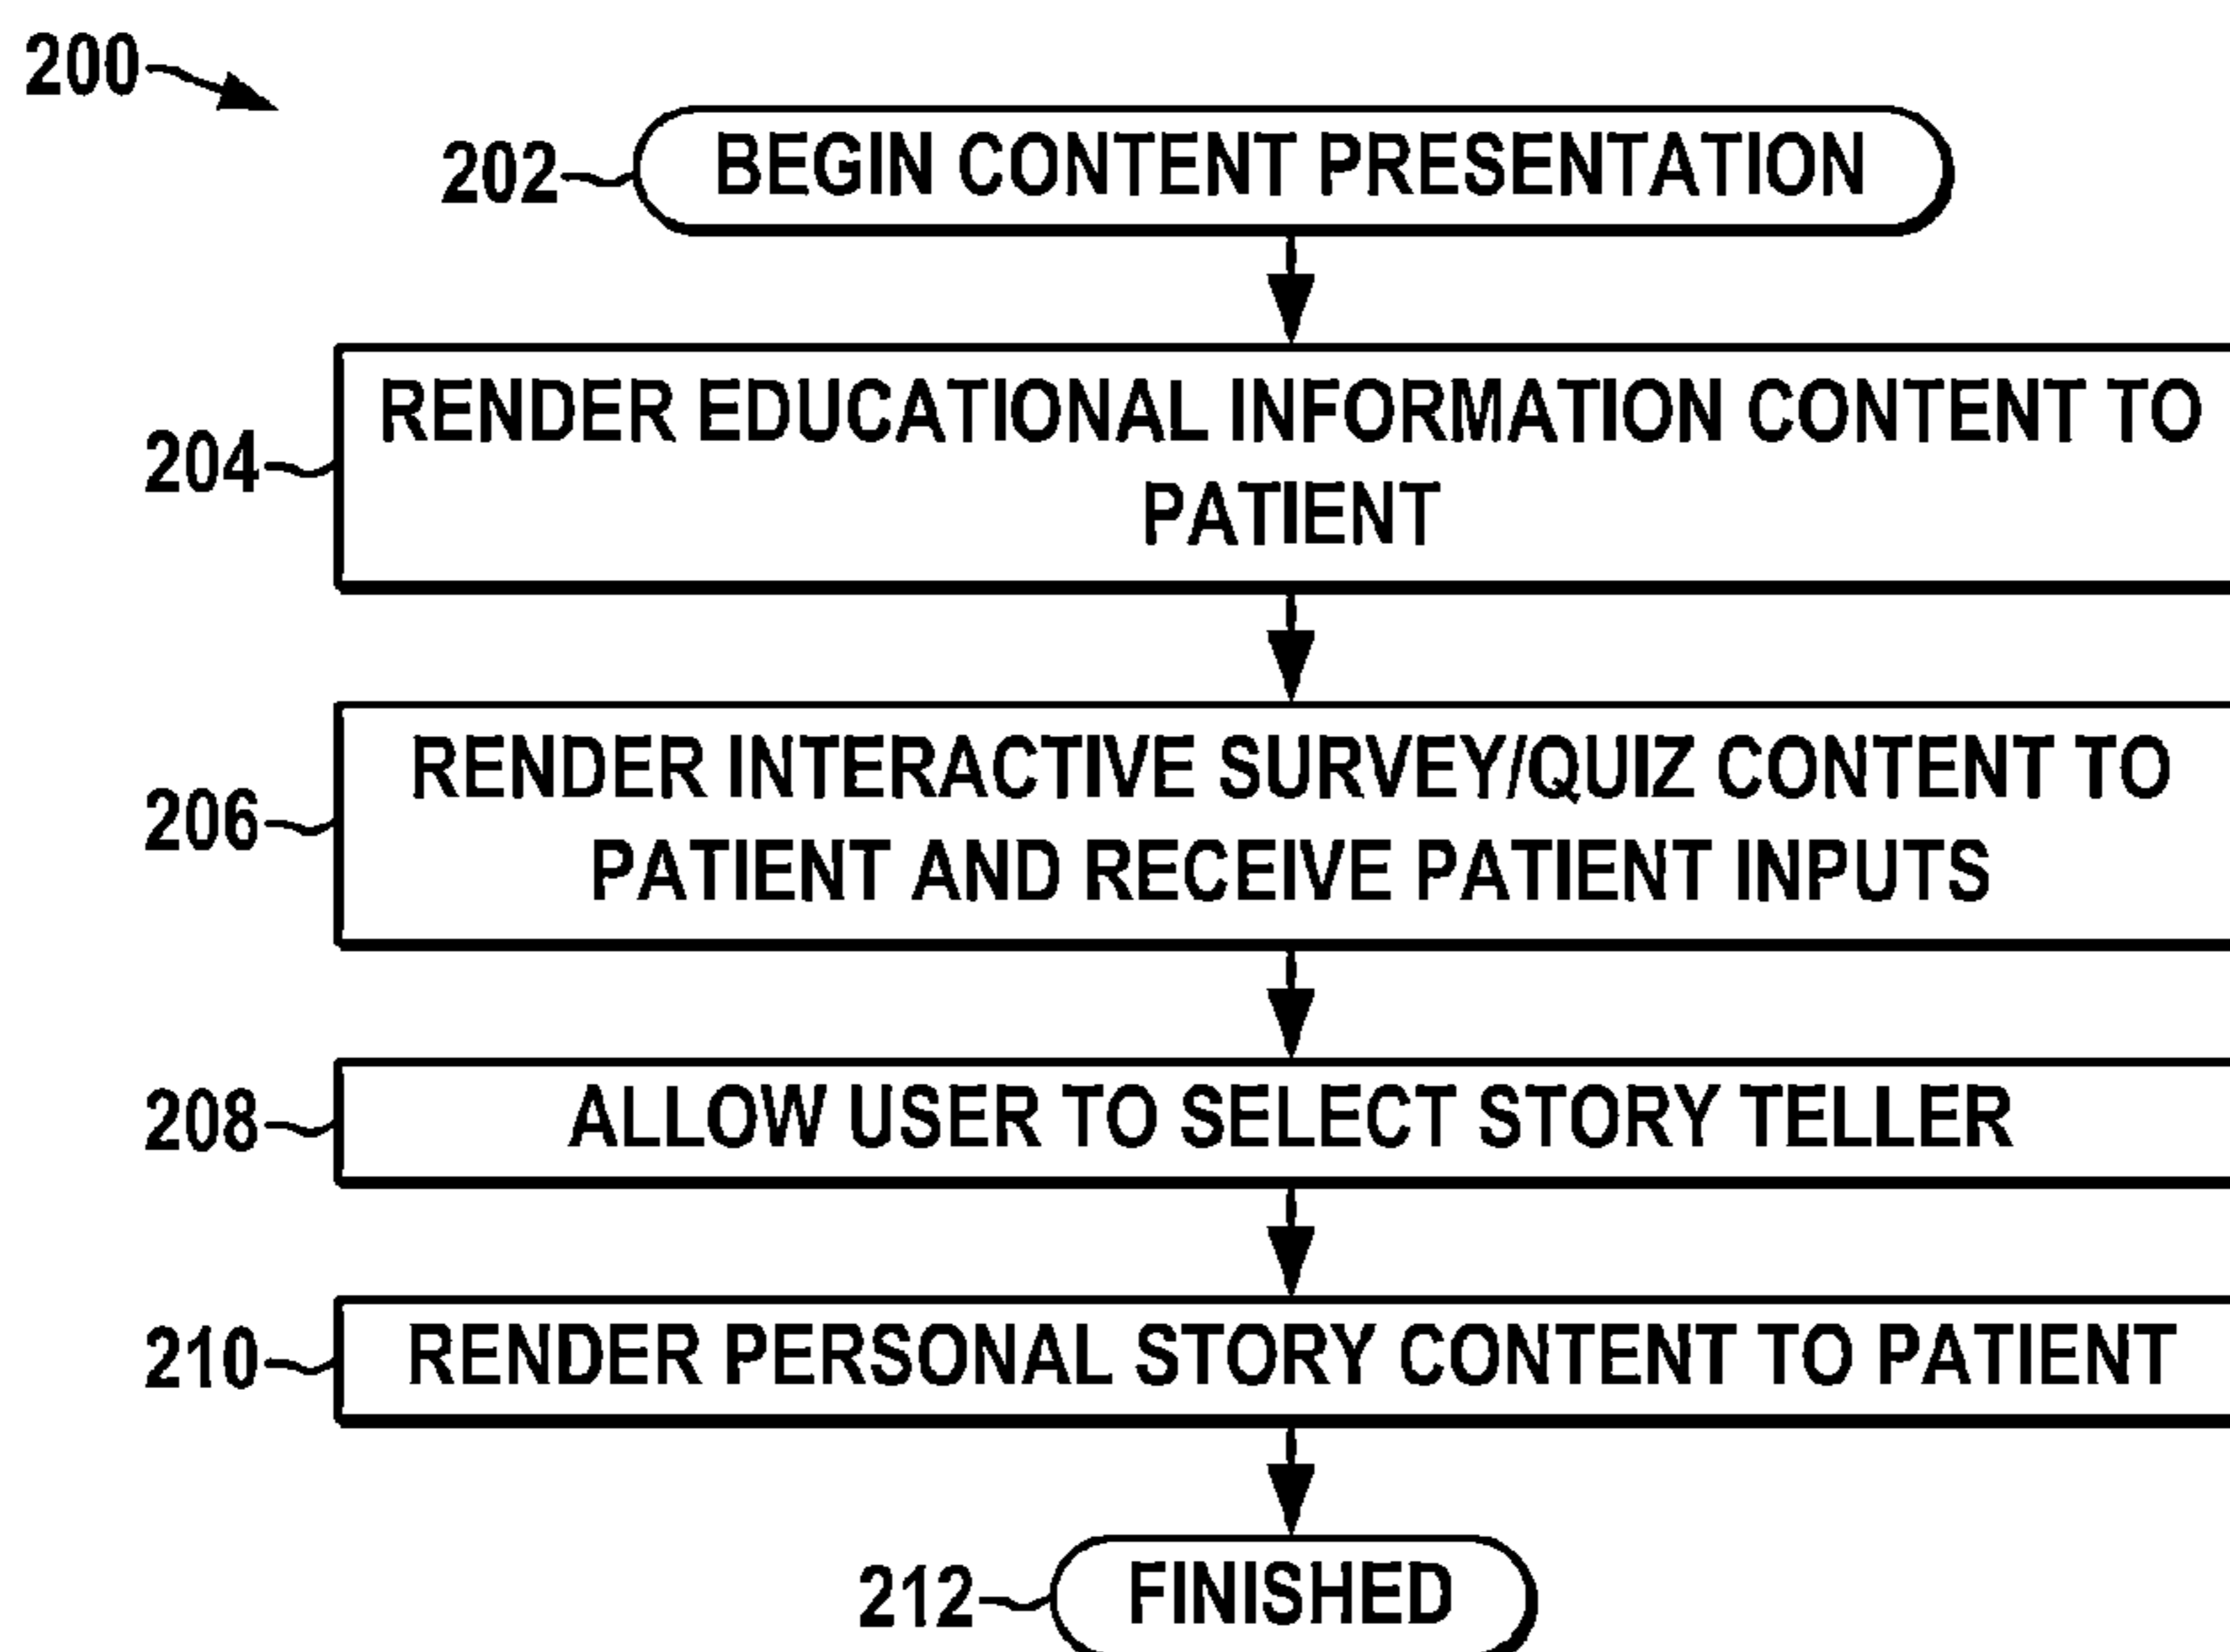 200
202
BEGIN CONTENT PRESENTATION
204
RENDER EDUCATIONAL INFORMATION CONTENT TO
PATIENT
206
RENDER INTERACTIVE SURVEY/QUIZ CONTENT TO
PATIENT AND RECEIVE PATIENT INPUTS
208
ALLOW USER TO SELECT STORY TELLER
210
RENDER PERSONAL STORY CONTENT TO PATIENT
212
FINISHED